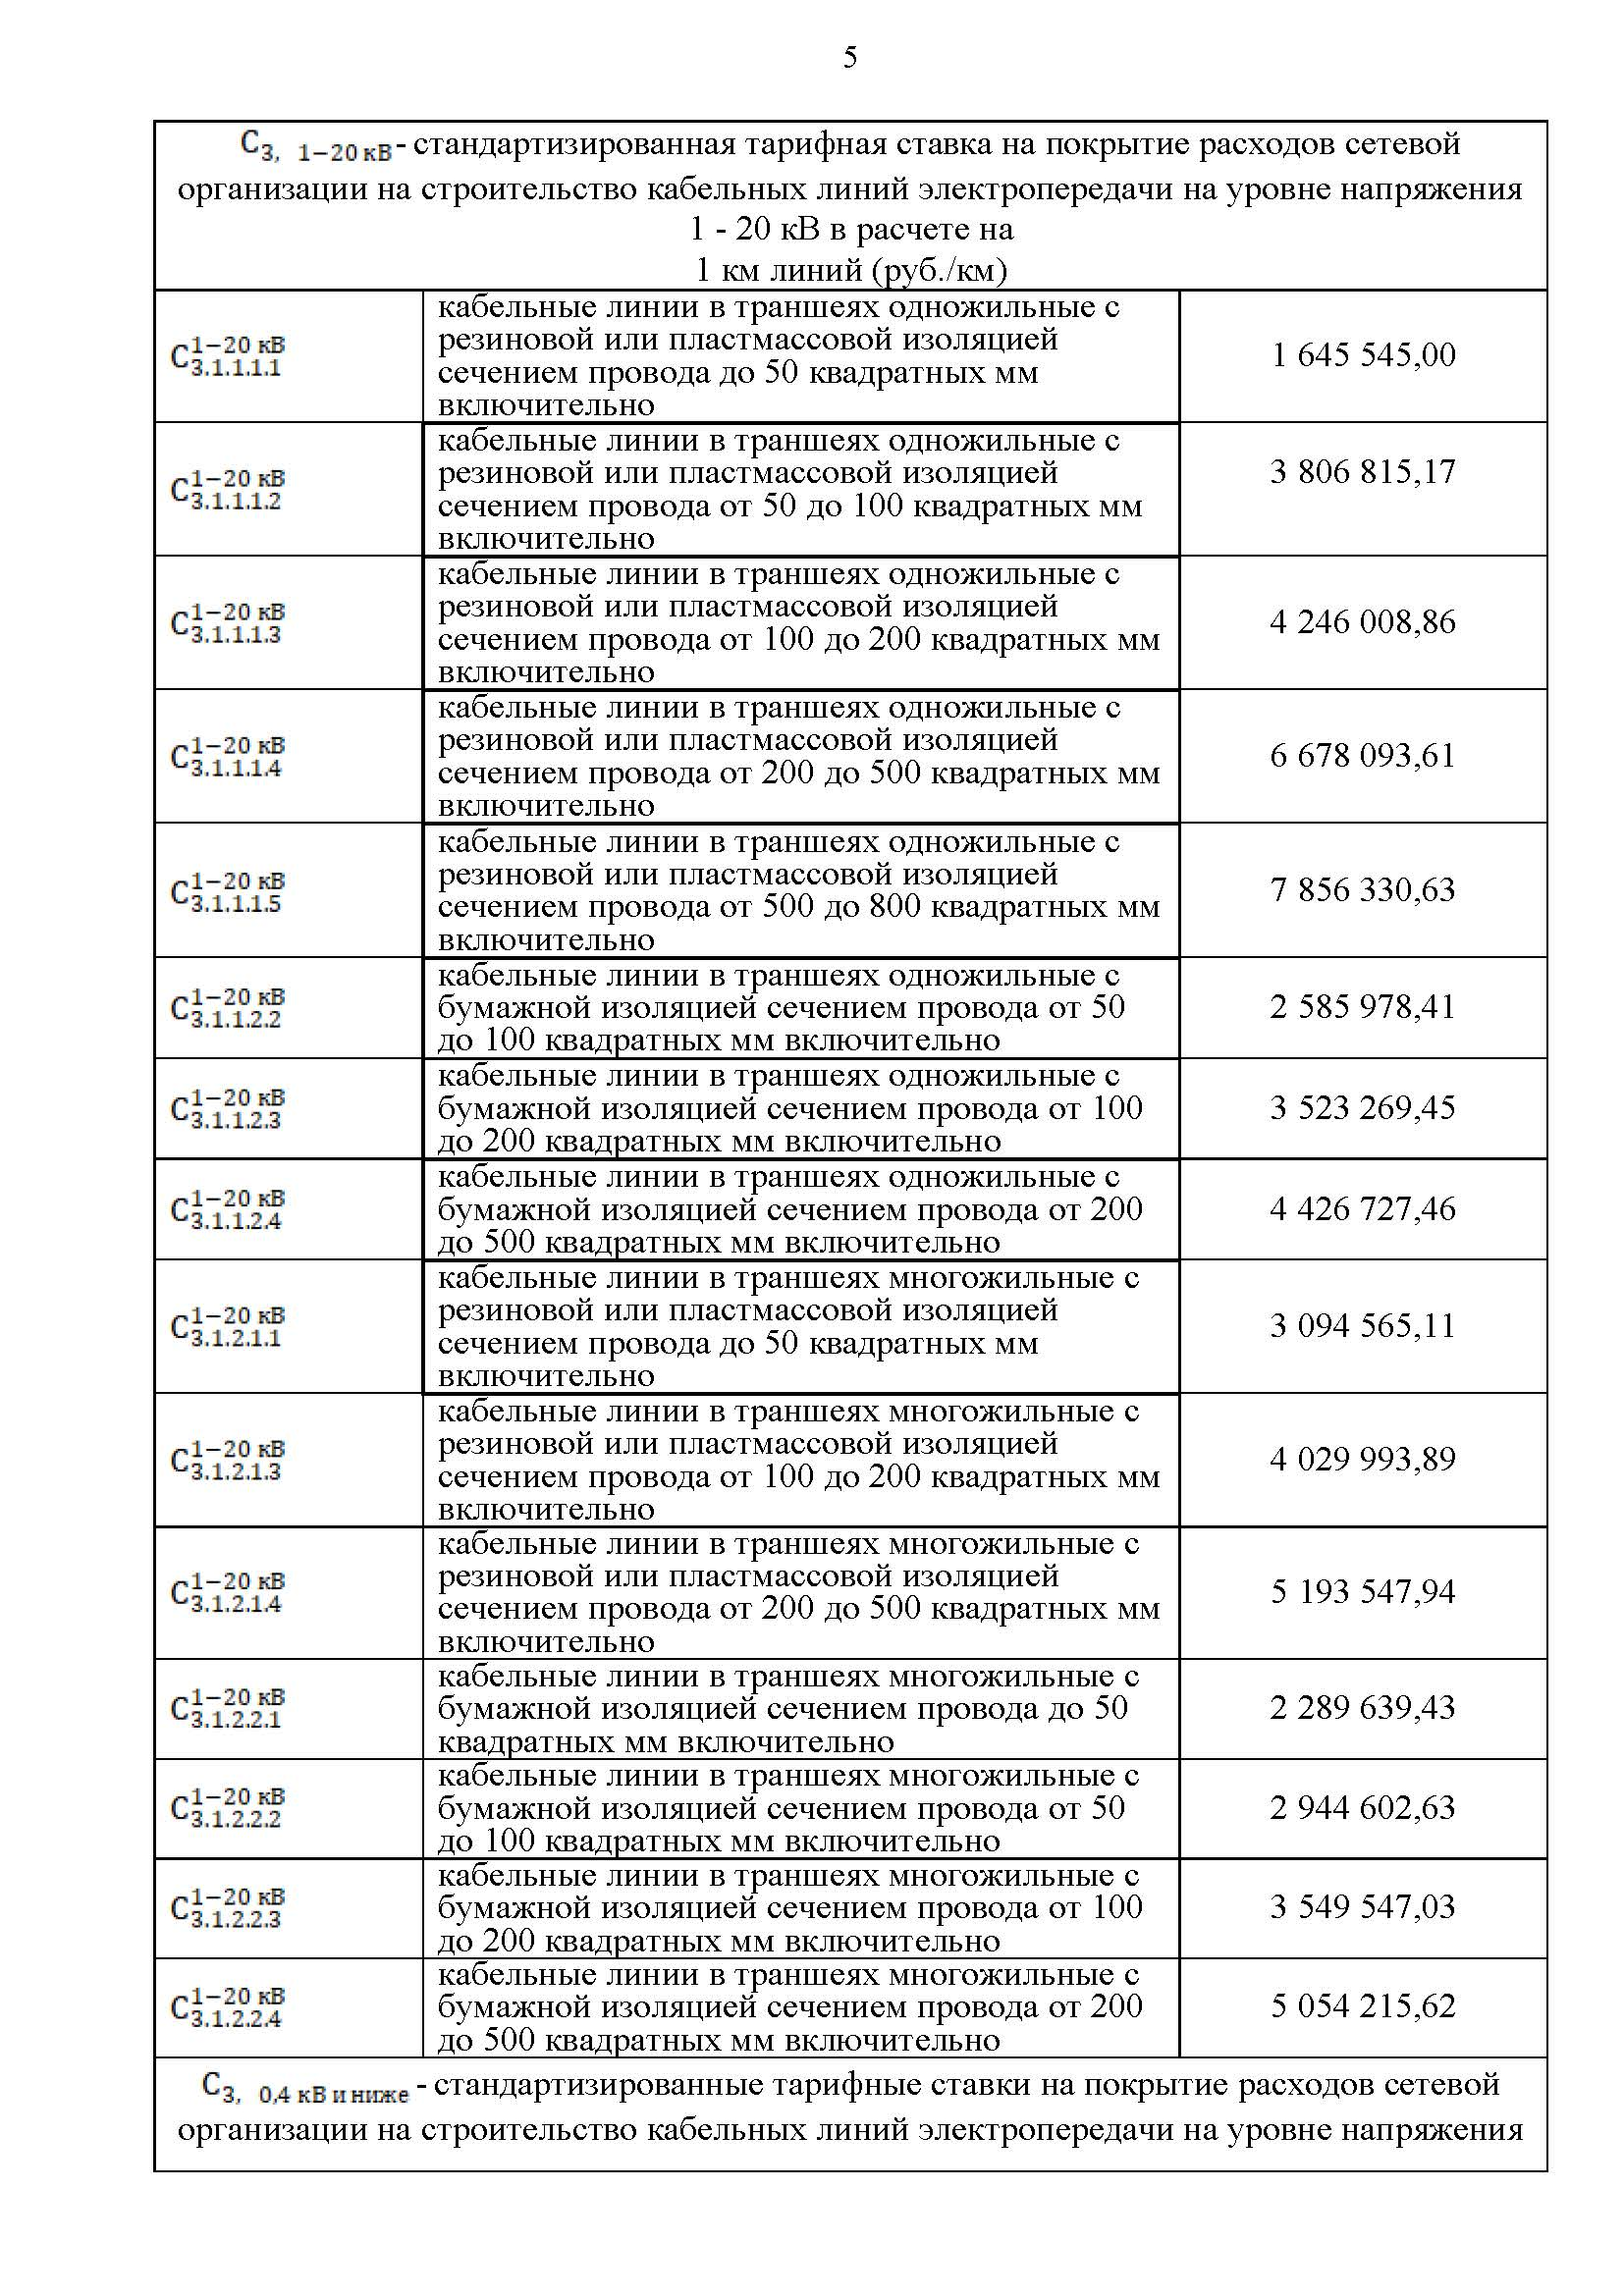 5
С3, 1−20 кВ - стандартизированная тарифная ставка на покрытие расходов сетевой
организации на строительство кабельных линий электропередачи на уровне напряжения
1 - 20 кВ в расчете на
1 км линий (руб./км)
С 1−20 кВ 3.1.1.1.1
кабельные линии в траншеях одножильные с
резиновой или пластмассовой изоляцией
сечением провода до 50 квадратных мм
включительно
1 645 545,00
С 1−20 кВ 3.1.1.1.2
кабельные линии в траншеях одножильные с
резиновой или пластмассовой изоляцией
сечением провода от 50 до 100 квадратных мм
включительно
3 806 815,17
С 1−20 кВ 3.1.1.1.3
кабельные линии в траншеях одножильные с
резиновой или пластмассовой изоляцией
сечением провода от 100 до 200 квадратных мм
включительно
4 246 008,86
С 1−20 кВ 3.1.1.1.4
кабельные линии в траншеях одножильные с
резиновой или пластмассовой изоляцией
сечением провода от 200 до 500 квадратных мм
включительно
6 678 093,61
С 1−20 кВ 3.1.1.1.5
кабельные линии в траншеях одножильные с
резиновой или пластмассовой изоляцией
сечением провода от 500 до 800 квадратных мм
включительно
7 856 330,63
С 1−20 кВ 3.1.1.2.2
кабельные линии в траншеях одножильные с
бумажной изоляцией сечением провода от 50
до 100 квадратных мм включительно
2 585 978,41
С 1−20 кВ 3.1.1.2.3
кабельные линии в траншеях одножильные с
бумажной изоляцией сечением провода от 100
до 200 квадратных мм включительно
3 523 269,45
С 1−20 кВ 3.1.1.2.4
кабельные линии в траншеях одножильные с
бумажной изоляцией сечением провода от 200
до 500 квадратных мм включительно
4 426 727,46
С 1−20 кВ 3.1.2.1.1
кабельные линии в траншеях многожильные с
резиновой или пластмассовой изоляцией
сечением провода до 50 квадратных мм
включительно
3 094 565,11
С 1−20 кВ 3.1.2.1.3
кабельные линии в траншеях многожильные с
резиновой или пластмассовой изоляцией
сечением провода от 100 до 200 квадратных мм
включительно
4 029 993,89
С 1−20 кВ 3.1.2.1.4
кабельные линии в траншеях многожильные с
резиновой или пластмассовой изоляцией
сечением провода от 200 до 500 квадратных мм
включительно
5 193 547,94
С 1−20 кВ 3.1.2.2.1
кабельные линии в траншеях многожильные с
бумажной изоляцией сечением провода до 50
квадратных мм включительно
2 289 639,43
С 1−20 кВ 3.1.2.2.2
кабельные линии в траншеях многожильные с
бумажной изоляцией сечением провода от 50
до 100 квадратных мм включительно
2 944 602,63
С 1−20 кВ 3.1.2.2.3
кабельные линии в траншеях многожильные с
бумажной изоляцией сечением провода от 100
до 200 квадратных мм включительно
3 549 547,03
С 1−20 кВ 3.1.2.2.4
кабельные линии в траншеях многожильные с
бумажной изоляцией сечением провода от 200
до 500 квадратных мм включительно
5 054 215,62
С3, 0,4 кВ и ниже - стандартизированные тарифные ставки на покрытие расходов сетевой
организации на строительство кабельных линий электропередачи на уровне напряжения